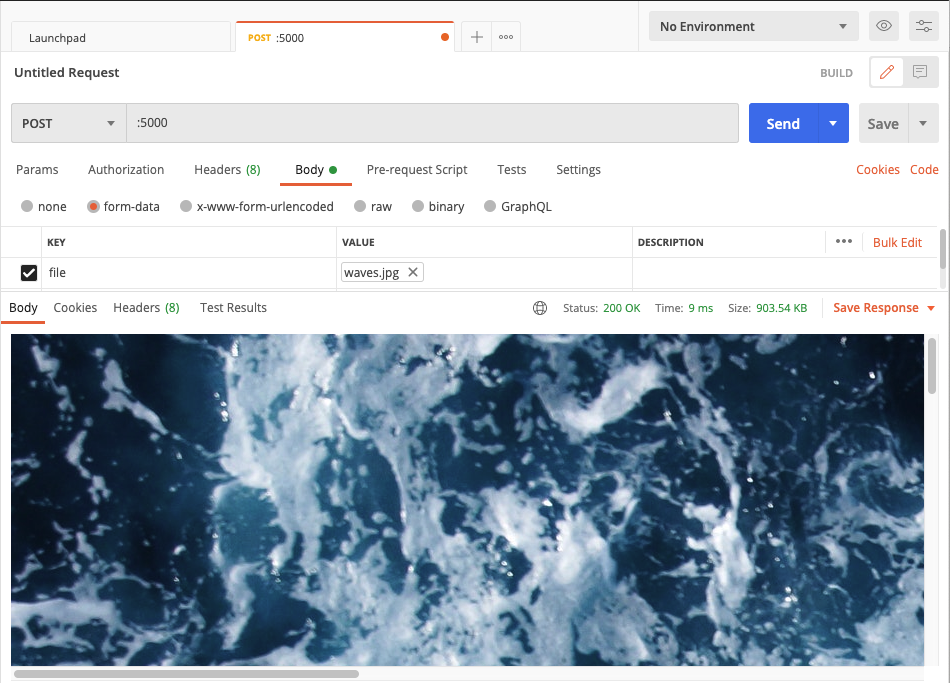 Launchpad POST :5000 No Environment
Untitled Request BUILD
POST :5000 Send Save
Params Authorization Headers (8) Body Pre-request Script Tests Settings Cookies Code
none form-data x-www-form-urlencoded raw binary GraphQL
KEY VALUE DESCRIPTION Bulk Edit
file waves.jpg
Body Cookies Headers (8) Test Results Status: 200 OK Time: 9 ms Size: 903.54 KB Save Response